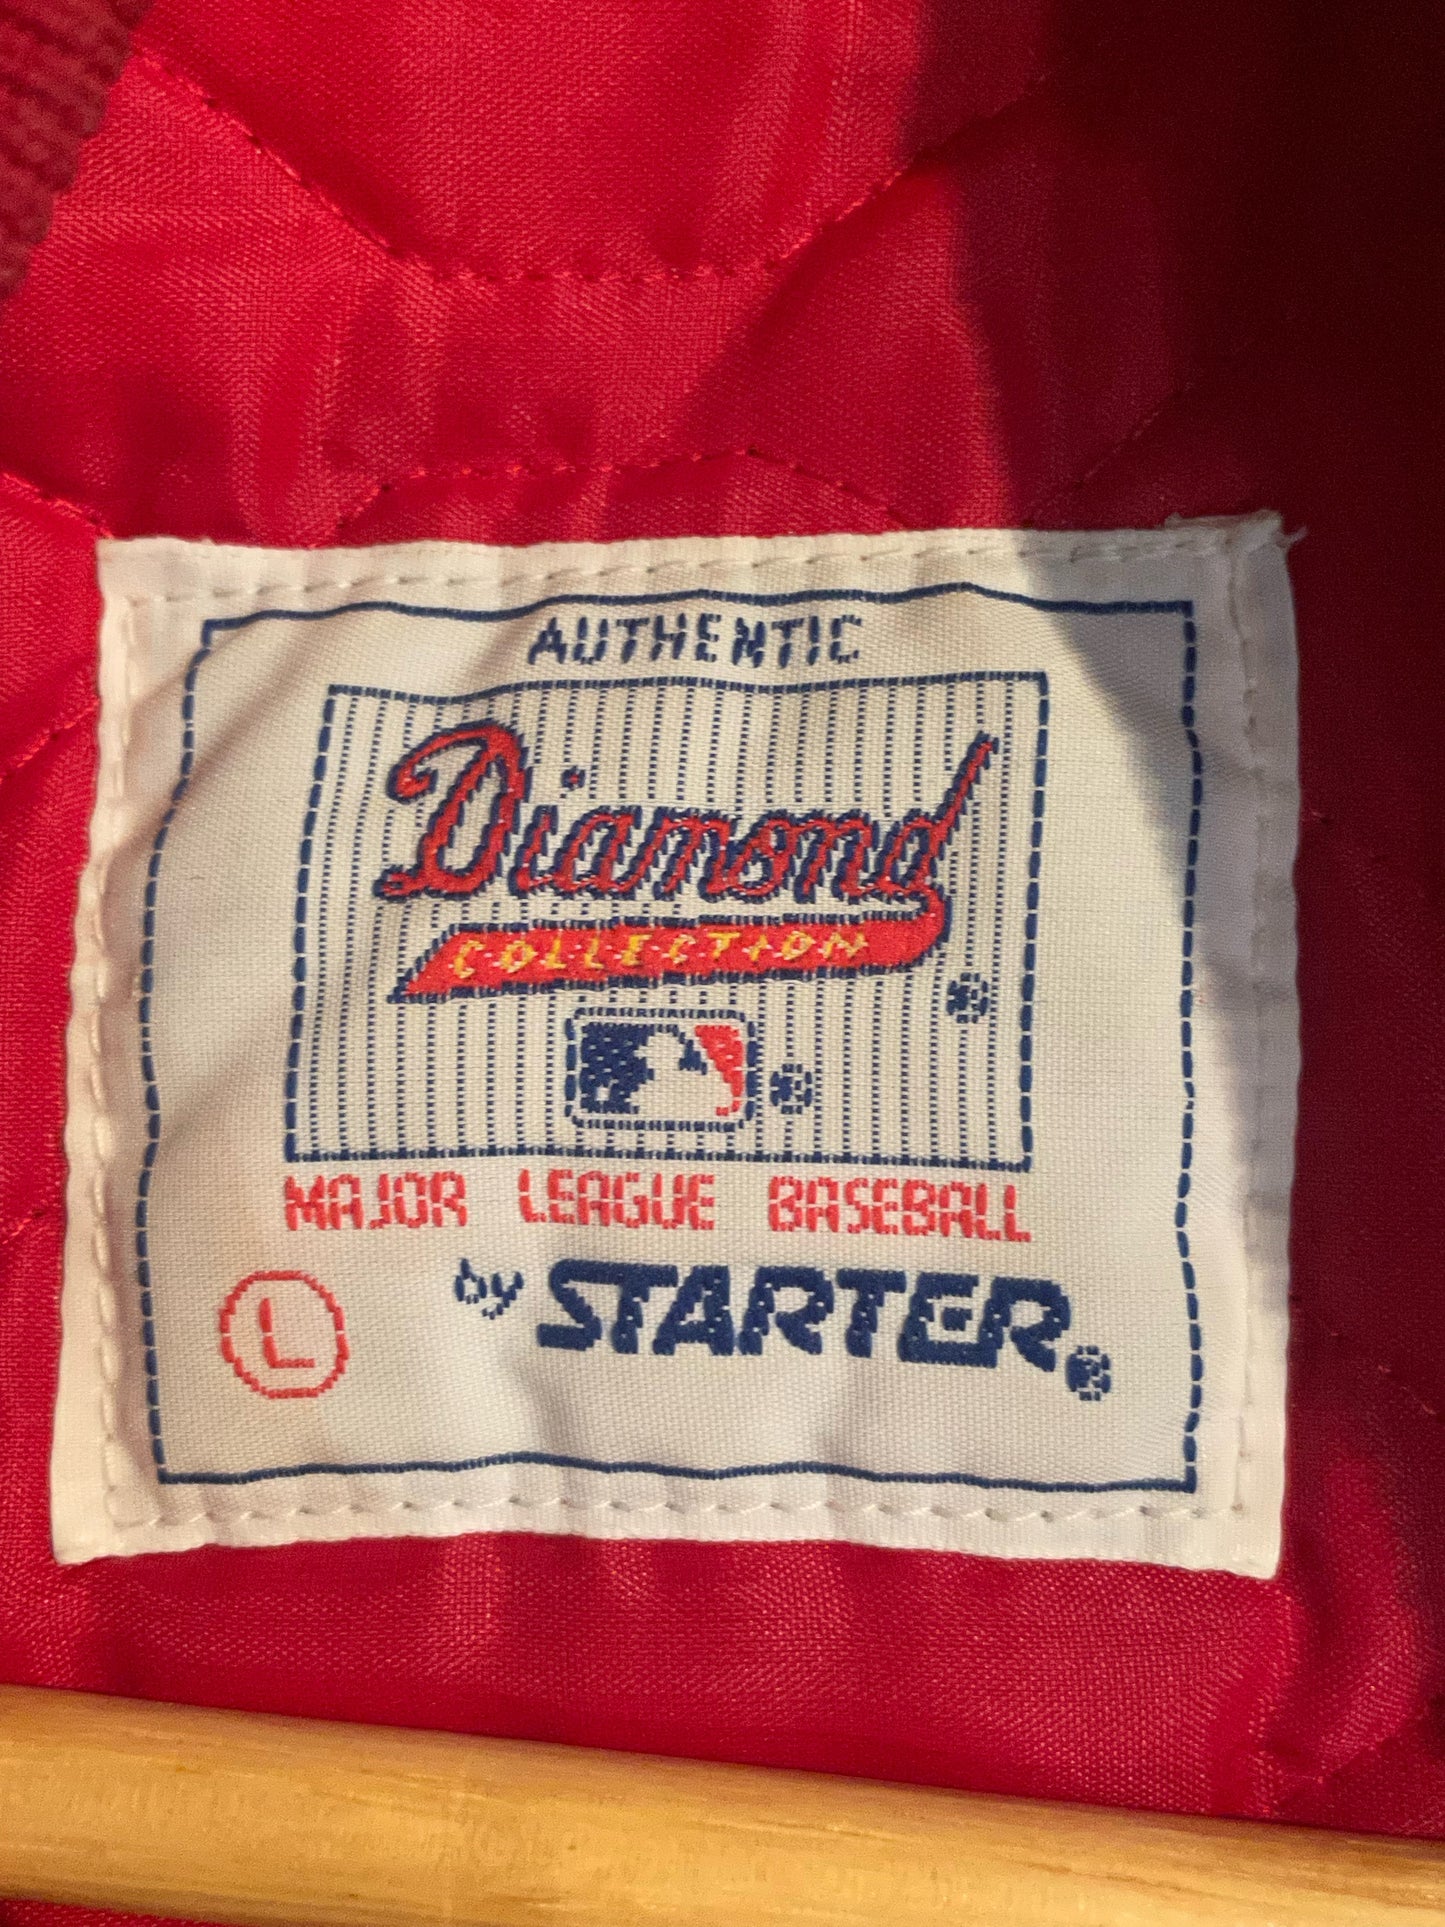 AUTHENTIC
Diamond
COLLECTION
®
®
MAJOR LEAGUE BASEBALL
by STARTER®
L